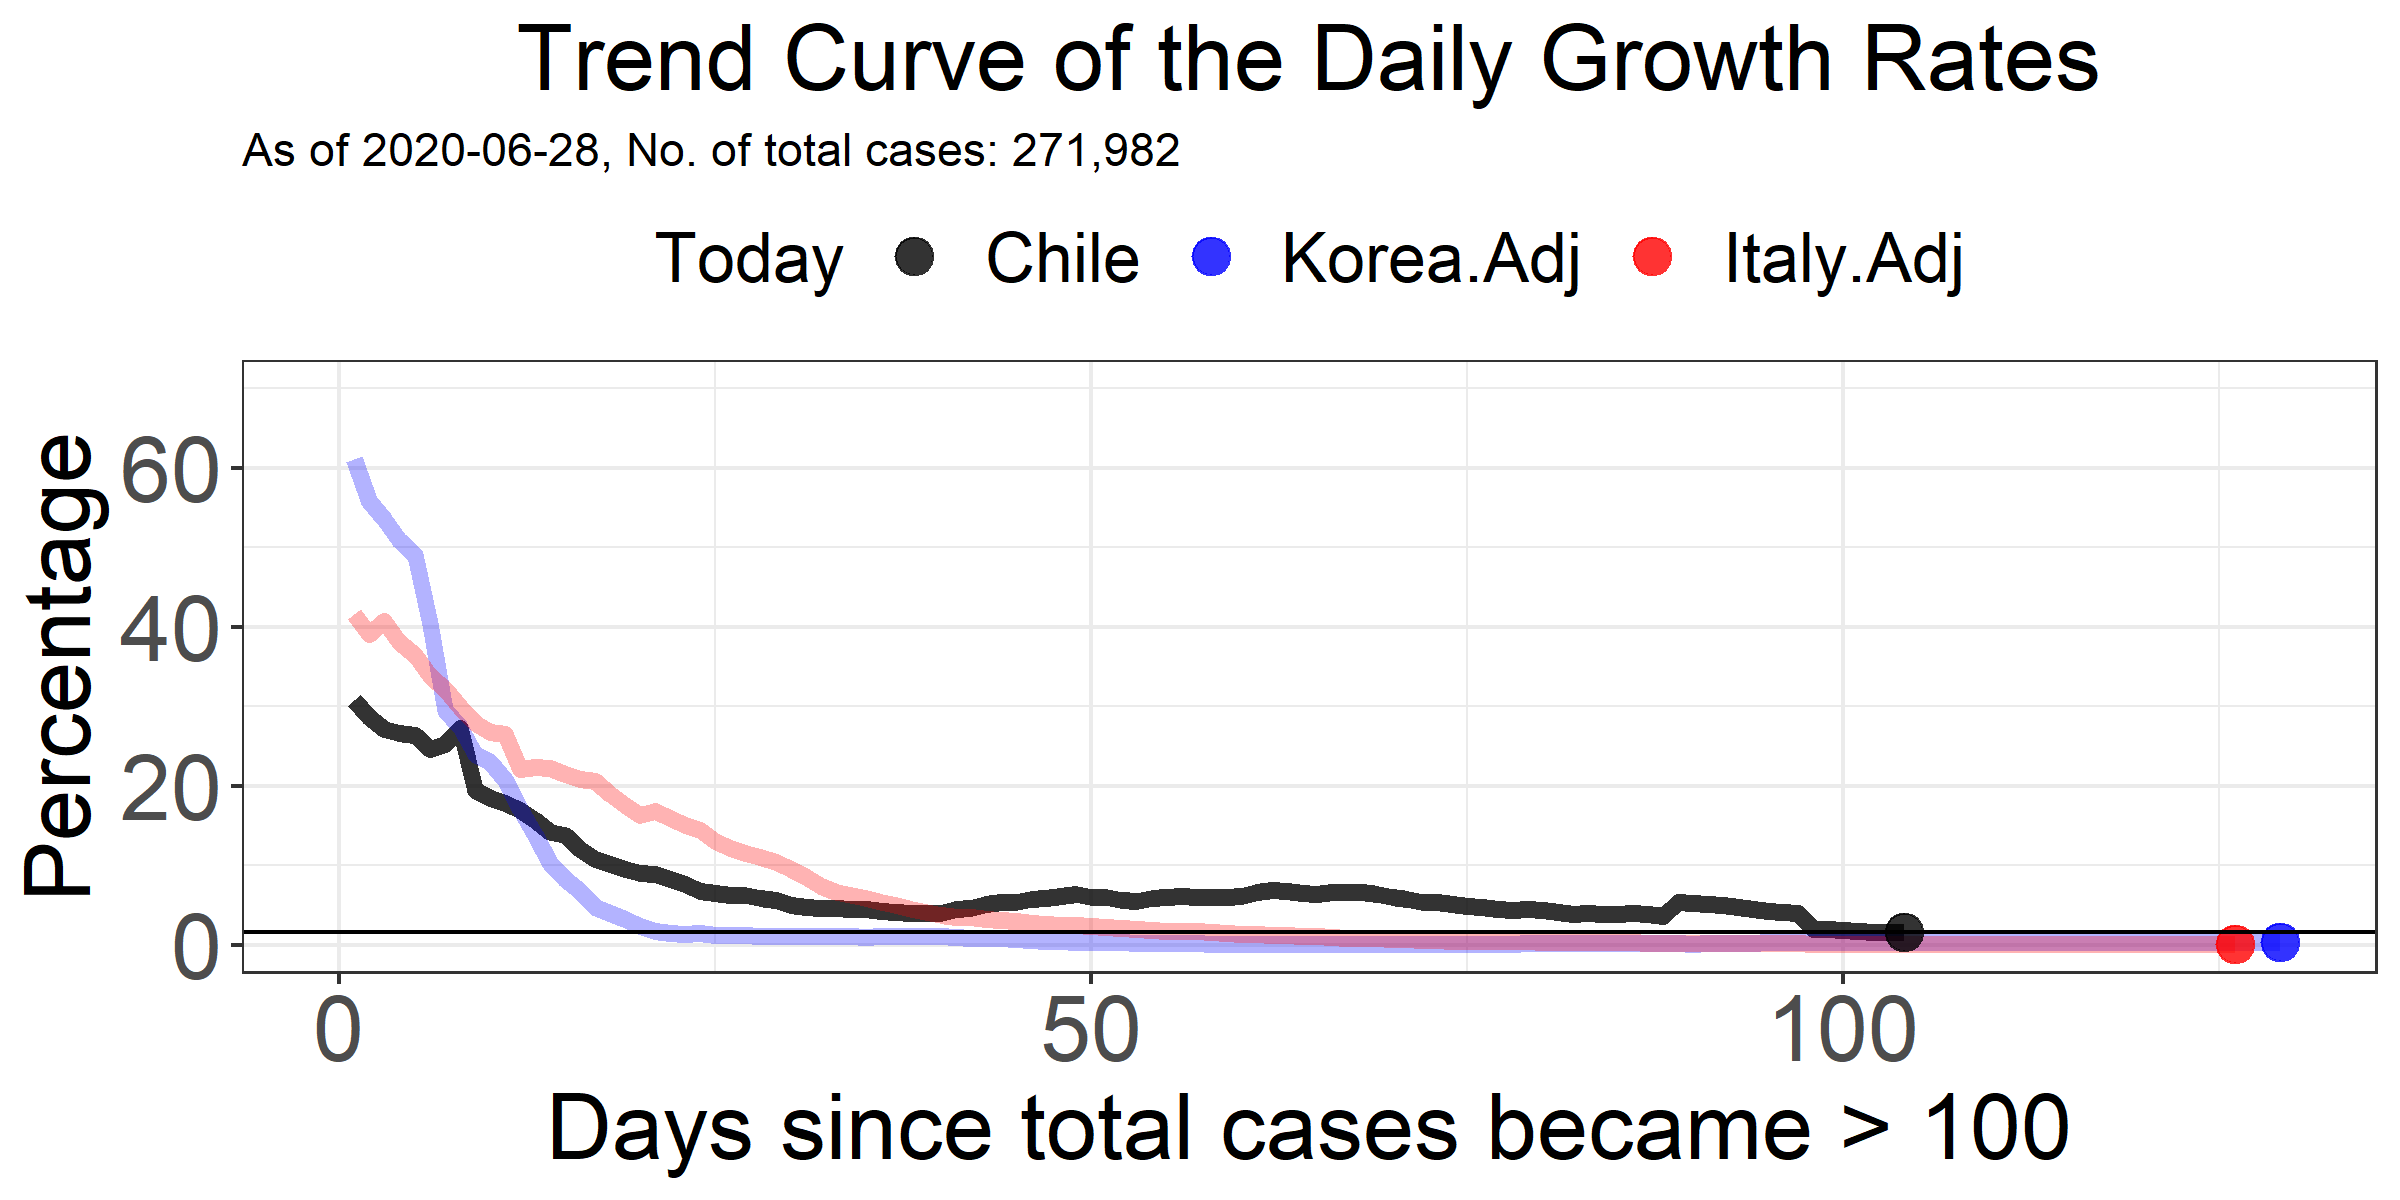 Trend Curve of the Daily Growth Rates
As of 2020-06-28, No. of total cases: 271,982
Today Chile Korea.Adj Italy.Adj
Percentage
60
40
20
0
0 50 100
Days since total cases became > 100